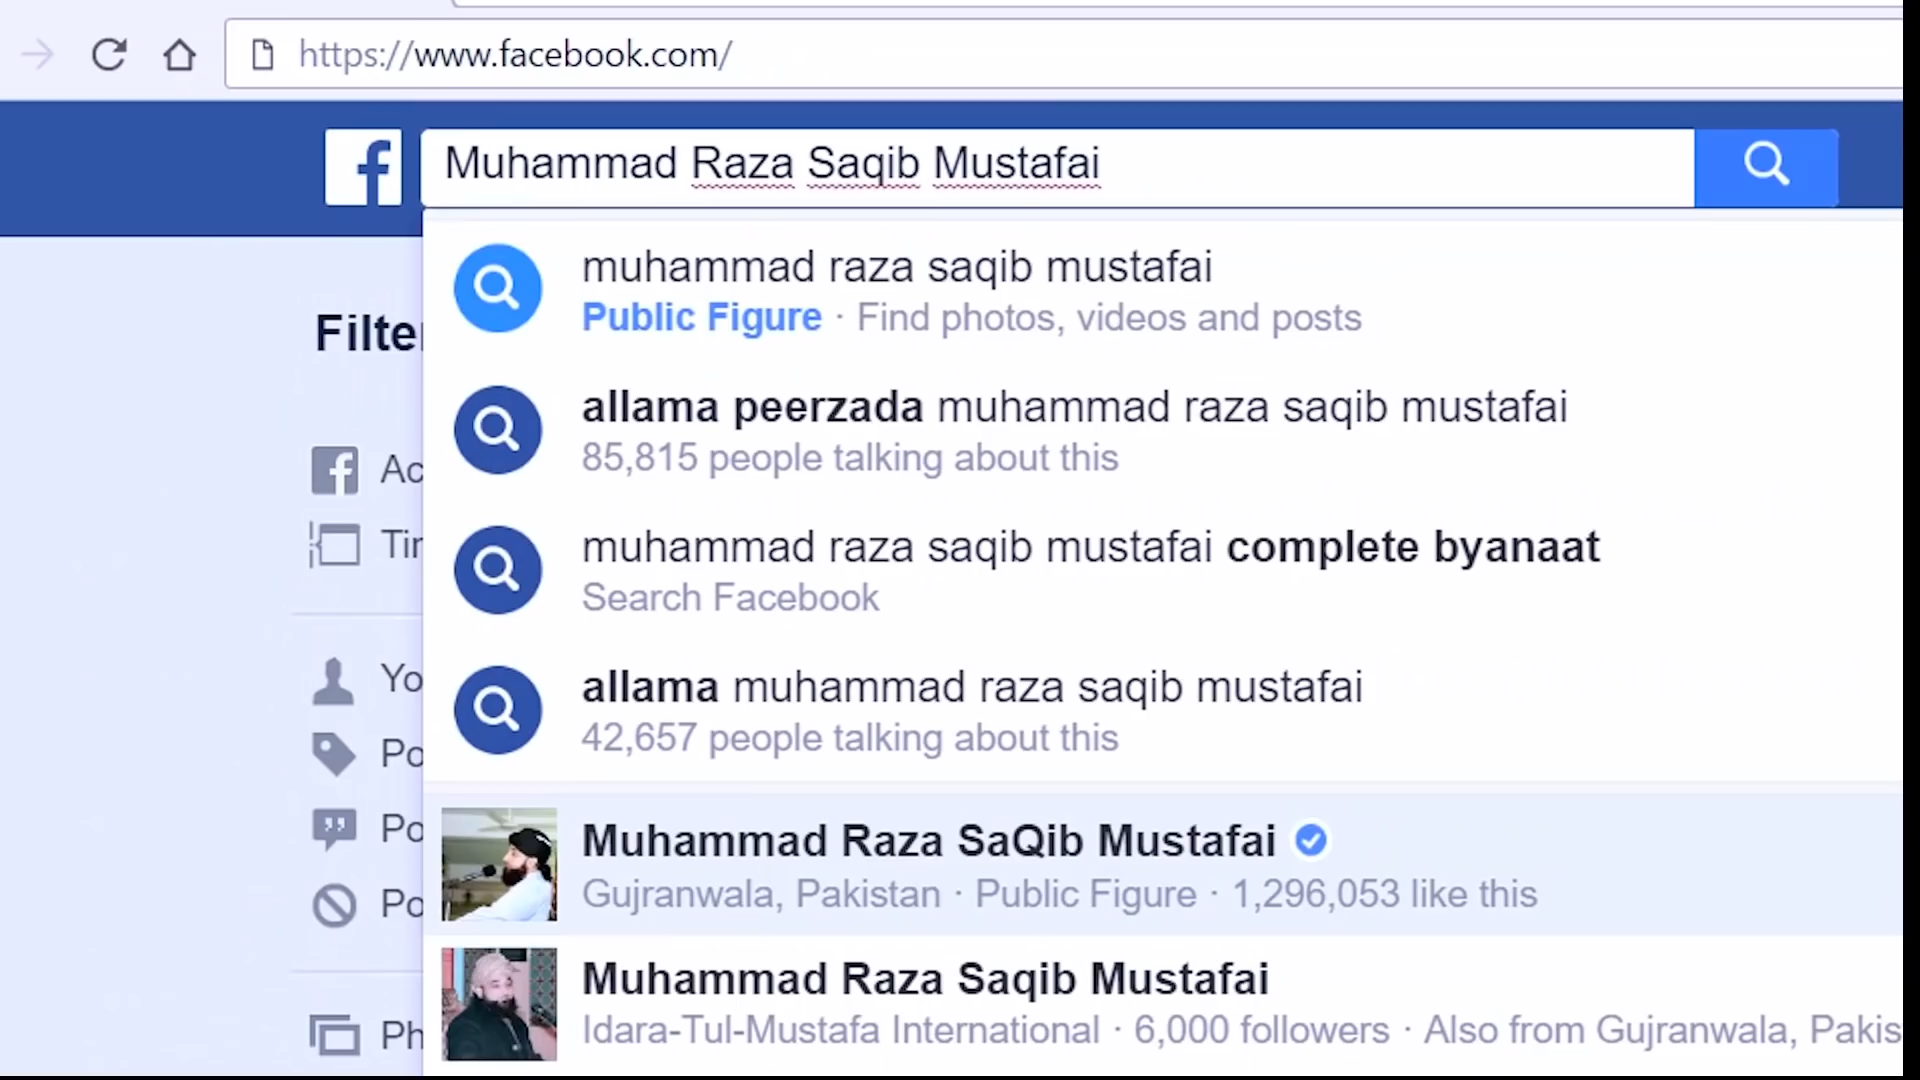 https://www.facebook.com/
Muhammad Raza Saqib Mustafai
muhammad raza saqib mustafai
Public Figure · Find photos, videos and posts
Filte
allama peerzada muhammad raza saqib mustafai
85,815 people talking about this
Ac
muhammad raza saqib mustafai complete byanaat
Tir
Search Facebook
allama muhammad raza saqib mustafai
Yo
42,657 people talking about this
Po
Muhammad Raza SaQib Mustafai
Po
Gujranwala, Pakistan · Public Figure · 1,296,053 like this
Po
Muhammad Raza Saqib Mustafai
Idara-Tul-Mustafa International · 6,000 followers · Also from Gujranwala, Pakis
Ph